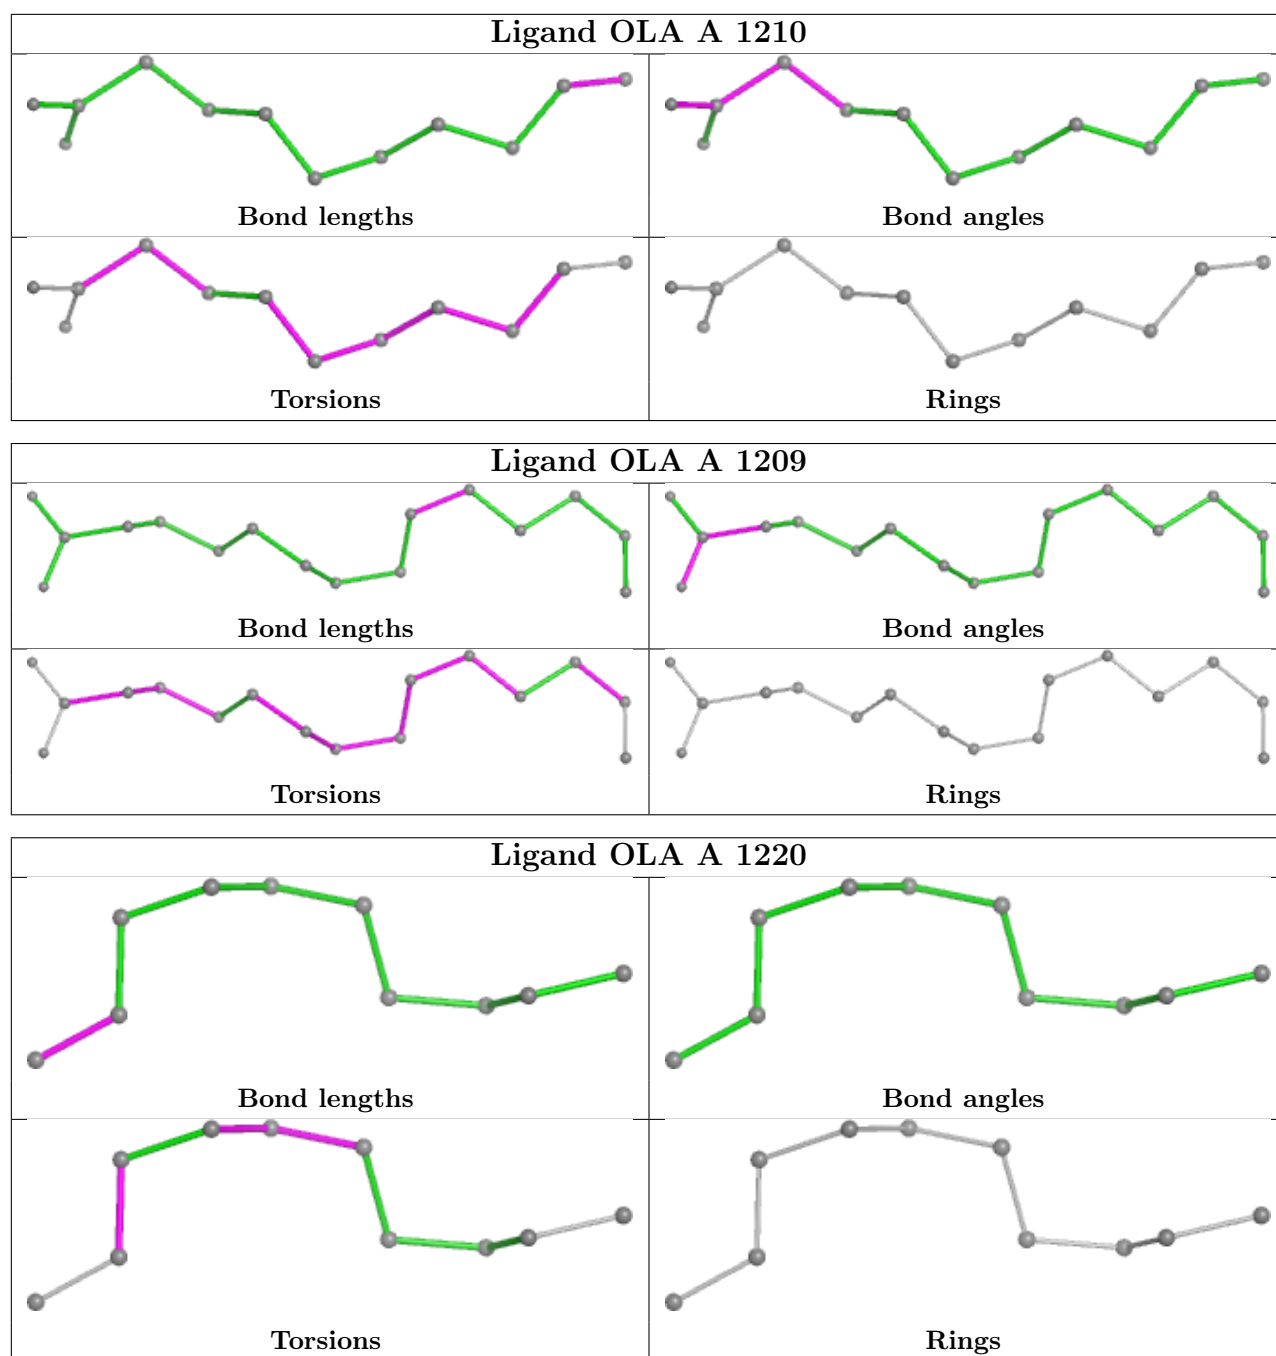 Ligand OLA A 1210
Bond lengths
Bond angles
Torsions
Rings
Ligand OLA A 1209
Bond lengths
Bond angles
Torsions
Rings
Ligand OLA A 1220
Bond lengths
Bond angles
Torsions
Rings